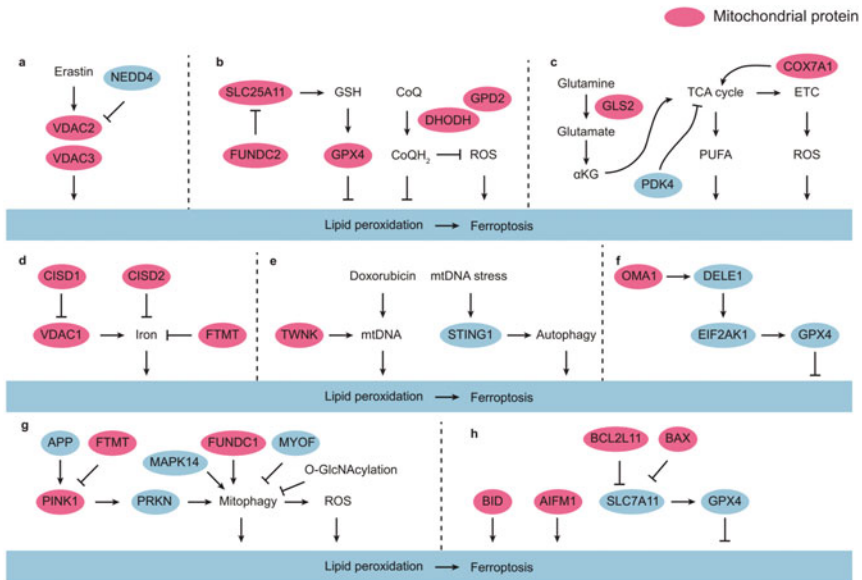 Mitochondrial protein
a
Erastin
NEDD4
VDAC2
VDAC3
b
SLC25A11
GSH
CoQ
GPD2
DHODH
FUNDC2
GPX4
CoQH2
ROS
c
Glutamine
GLS2
Glutamate
αKG
PDK4
TCA cycle
COX7A1
ETC
PUFA
ROS
Lipid peroxidation
Ferroptosis
d
CISD1
CISD2
VDAC1
Iron
FTMT
e
Doxorubicin
mtDNA stress
TWNK
mtDNA
STING1
Autophagy
f
OMA1
DELE1
EIF2AK1
GPX4
Lipid peroxidation
Ferroptosis
g
APP
FTMT
MAPK14
FUNDC1
MYOF
O-GlcNAcylation
PINK1
PRKN
Mitophagy
ROS
h
BCL2L11
BAX
BID
AIFM1
SLC7A11
GPX4
Lipid peroxidation
Ferroptosis